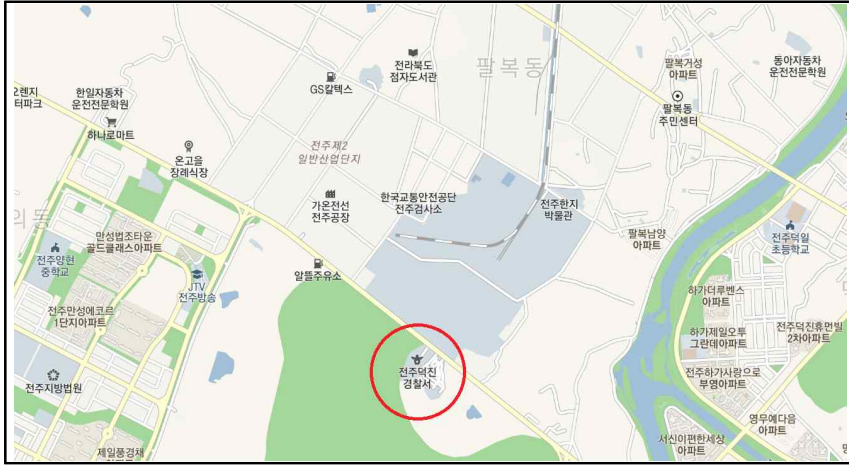 전라북도
점자도서관
팔복동
GS칼텍스
팔복거성
아파트
동아자동차
운전전문학원
오렌지
터파크
한일자동차
운전전문학원
하나로마트
팔복동
주민센터
전주제2
일반산업단지
온고을
장례식장
가온전선
전주공장
한국교통안전공단
전주검사소
전주한지
박물관
의동
만성법조타운
골드클래스아파트
팔복남양
아파트
전주덕일
초등학교
전주양현
중학교
JTV
전주방송
알뜰주유소
하가더루벤스
아파트
전주만성에코르
1단지아파트
하가제일오투
그란데아파트
전주덕진휴먼빌
2차아파트
전주덕진
경찰서
전주하가사랑으로
부영아파트
전주지방법원
영무예다음
아파트
서신이편한세상
아파트
제일풍경채